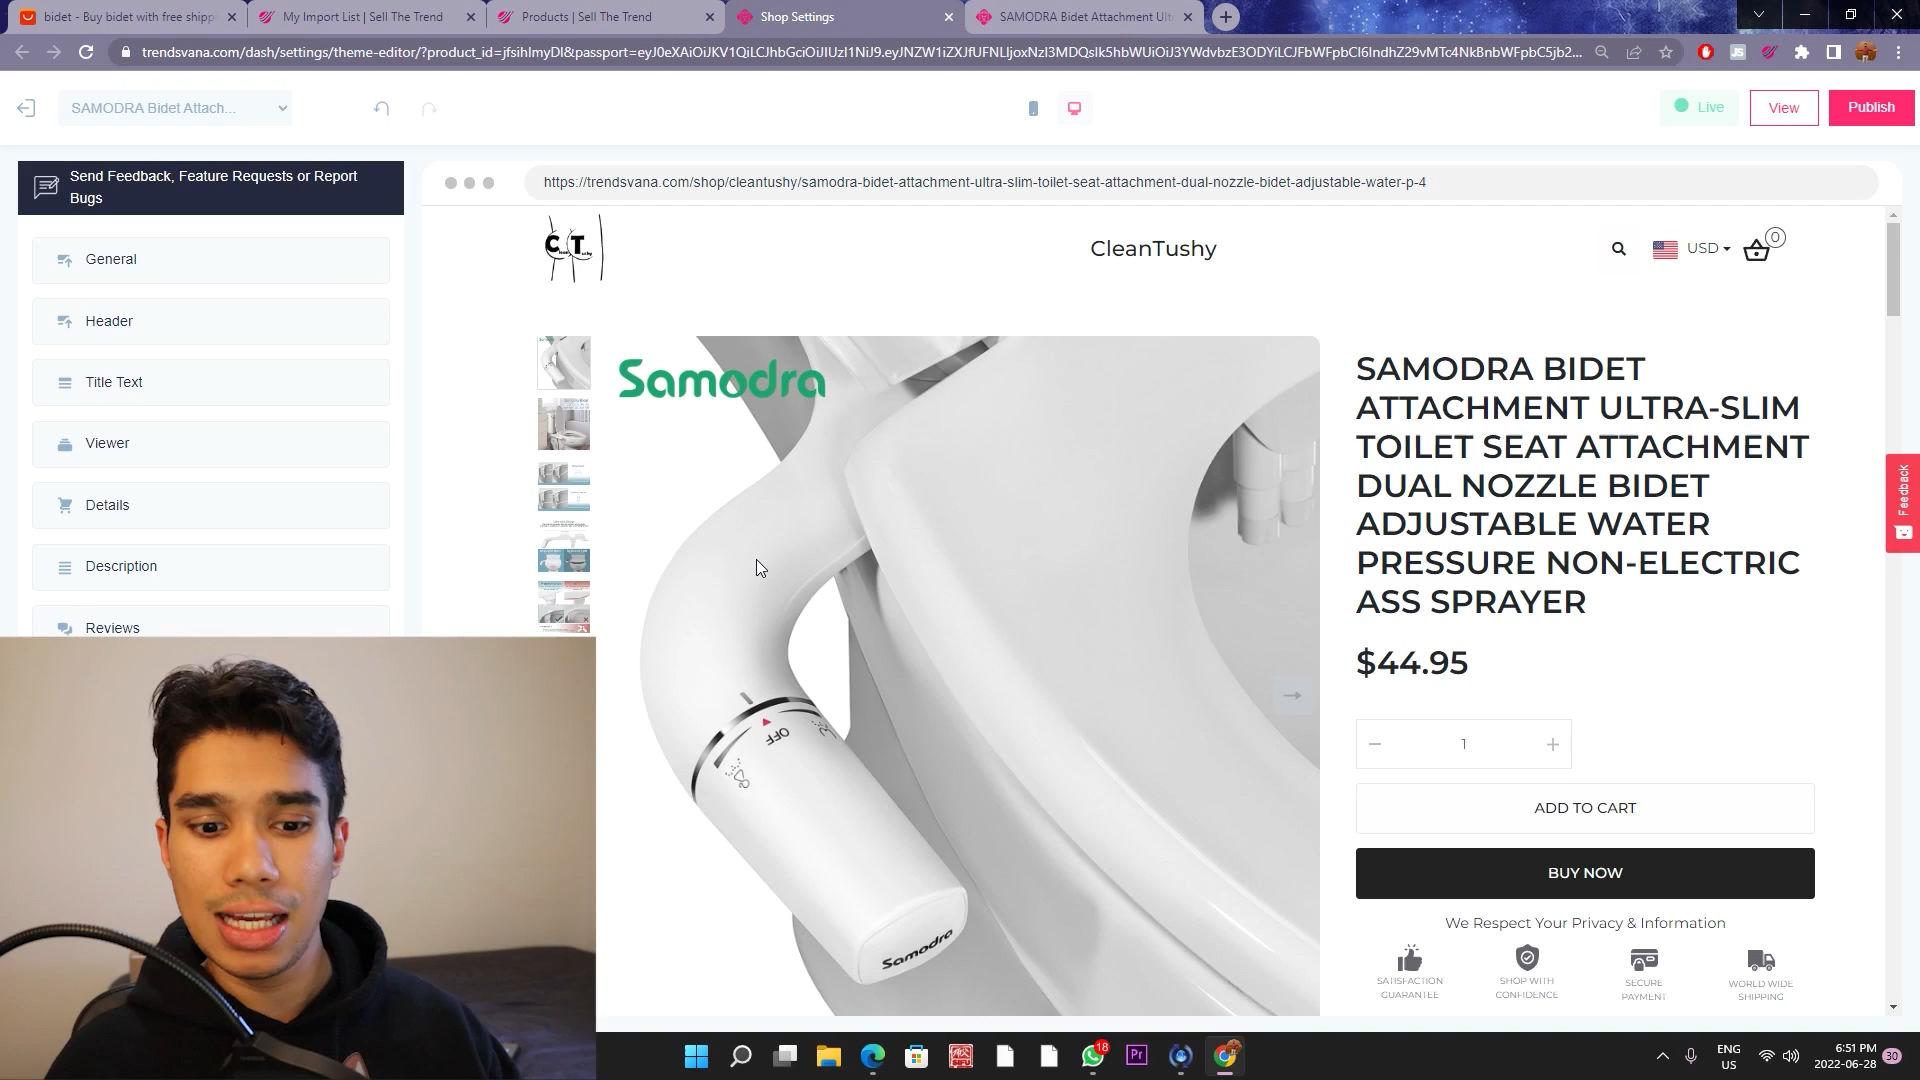 bidet - Buy bidet with free shipp
My Import List | Sell The Trend
Products | Sell The Trend
Shop Settings
SAMODRA Bidet Attachment Ult
trendsvana.com/dash/settings/theme-editor/?product_id=jfsihImyDI&passport=eyJ0eXAiOiJKV1QiLCJhbGciOiJIUzI1NiJ9.eyJNZW1iZXJfUFNLIjoxNzI3MDQsIk5hbWUiOiJ3YWdvbzE3ODYiLCJFbWFpbCI6IndhZ29vMTc4NkBnbWFpbC5jb2...
SAMODRA Bidet Attach...
Live
View
Publish
Send Feedback, Feature Requests or Report
Bugs
https://trendsvana.com/shop/cleantushy/samodra-bidet-attachment-ultra-slim-toilet-seat-attachment-dual-nozzle-bidet-adjustable-water-p-4
General
Header
Title Text
Viewer
Details
Description
Reviews
CleanTushy
USD
0
Samodra
OFF
Samodra
SAMODRA BIDET
ATTACHMENT ULTRA-SLIM
TOILET SEAT ATTACHMENT
DUAL NOZZLE BIDET
ADJUSTABLE WATER
PRESSURE NON-ELECTRIC
ASS SPRAYER
$44.95
1
ADD TO CART
BUY NOW
We Respect Your Privacy & Information
SATISFACTION
GUARANTEE
SHOP WITH
CONFIDENCE
SECURE
PAYMENT
WORLD WIDE
SHIPPING
Feedback
18
Pr
ENG
US
6:51 PM
2022-06-28
30